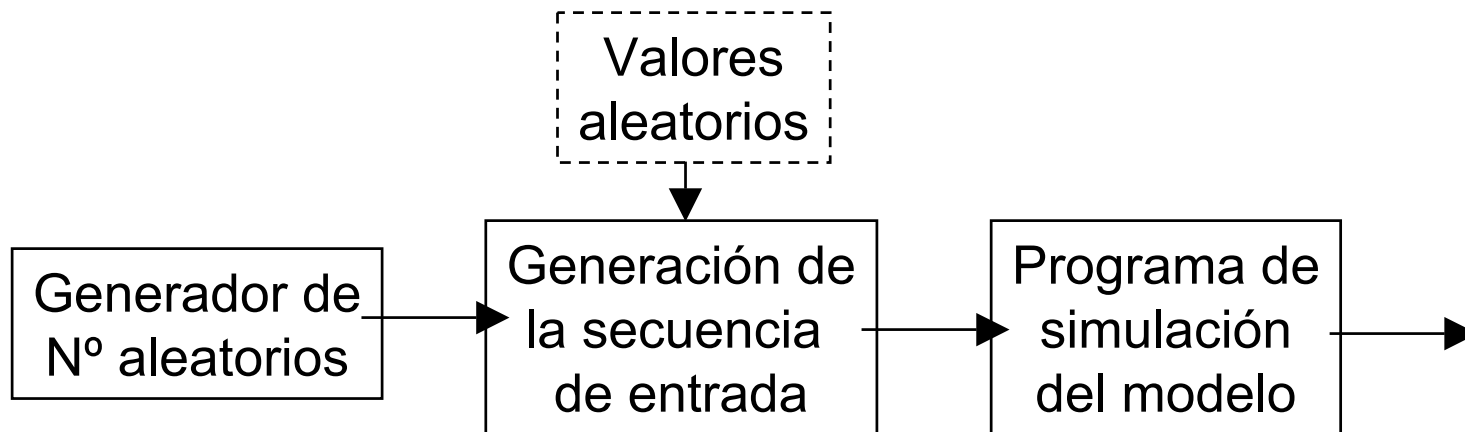 Valores
aleatorios
Generador de
Nº aleatorios
Generación de
la secuencia
de entrada
Programa de
simulación
del modelo